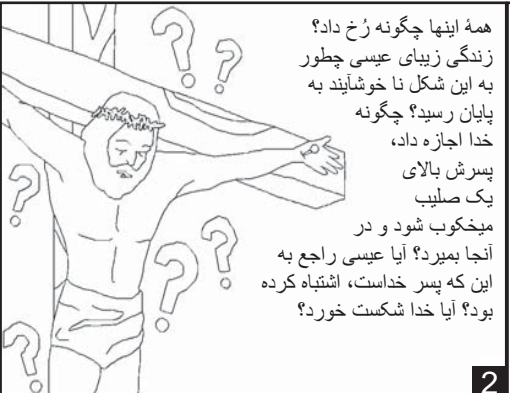 همۀ اینها چگونه رُخ داد؟
زندگی زیبای عیسی چطور
به این شکل نا خوشآیند به
پایان رسید؟ چگونه
خدا اجازه داد،
پسرش بالای
یک صلیب
میخکوب شود و در
آنجا بمیرد؟ آیا عیسی راجع به
این که پسر خداست، اشتباه کرده
بود؟ آیا خدا شکست خورد؟
2